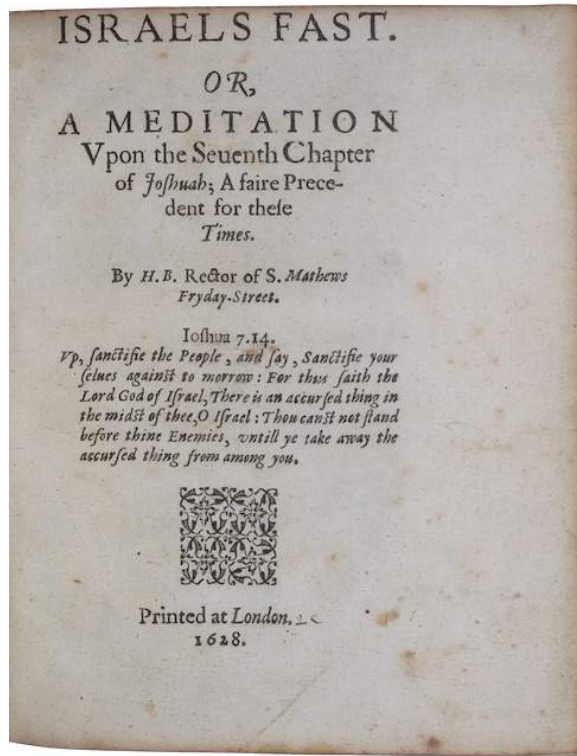 ISRAELS FAST.
OR,
A MEDITATION
Vpon the Seuenth Chapter
of Joſhuah; A faire Prece-
dent for theſe
Times.
By H. B. Rector of S. Mathews
Fryday-Street.
Ioſhua 7.14.
Vp, ſanctifie the People, and ſay, Sanctifie your
ſelues againſt to morrow: For thus ſaith the
Lord God of Iſrael, There is an accurſed thing in
the midſt of thee, O Iſrael: Thou canſt not ſtand
before thine Enemies, vntill ye take away the
accurſed thing from among you.
Printed at London.
1628.